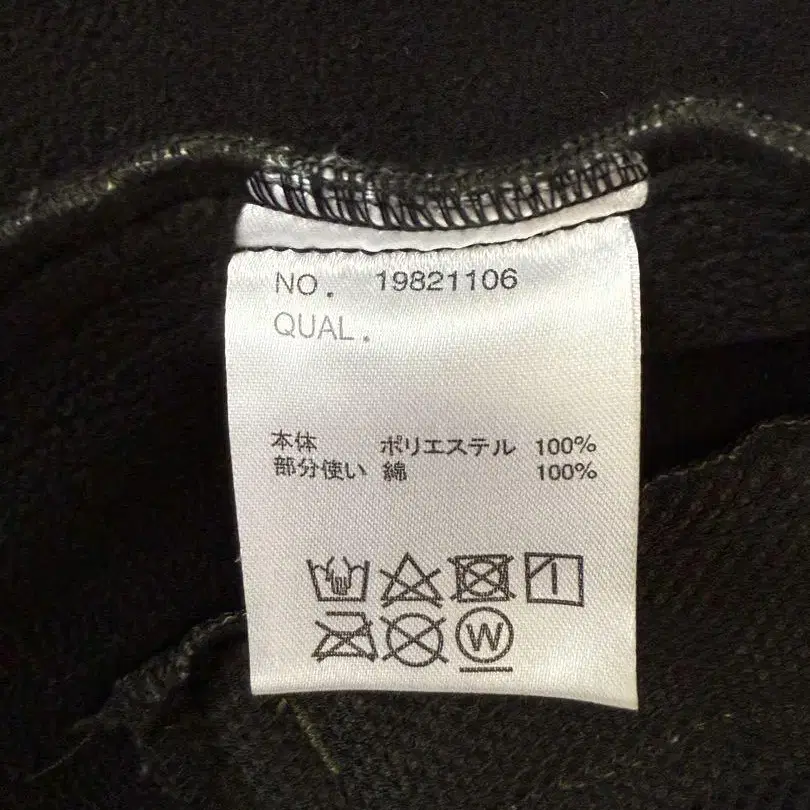 NO. 19821106
QUAL.
本体 ポリエステル 100%
部分使い 綿 100%
W